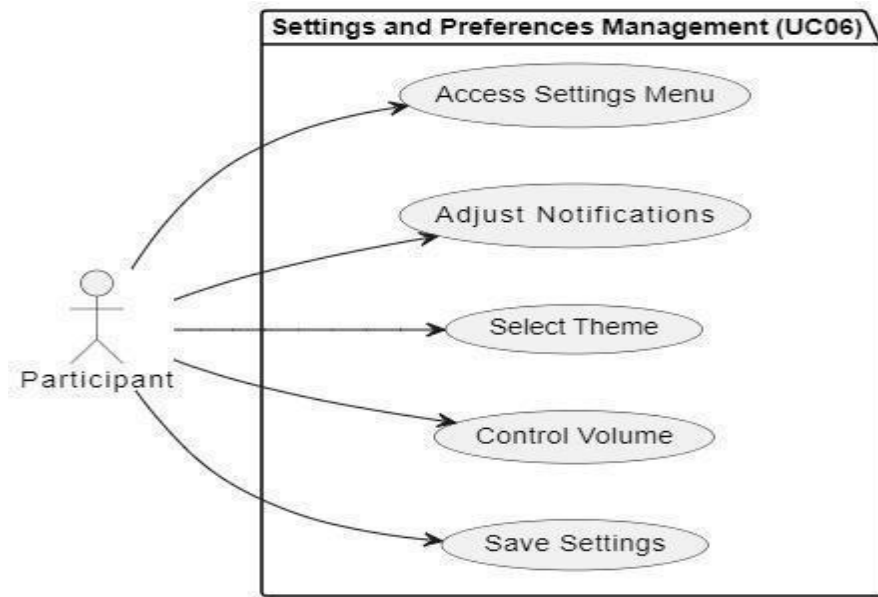 Settings and Preferences Management (UC06)
Access Settings Menu
Adjust Notifications
Select Theme
Participant
Control Volume
Save Settings